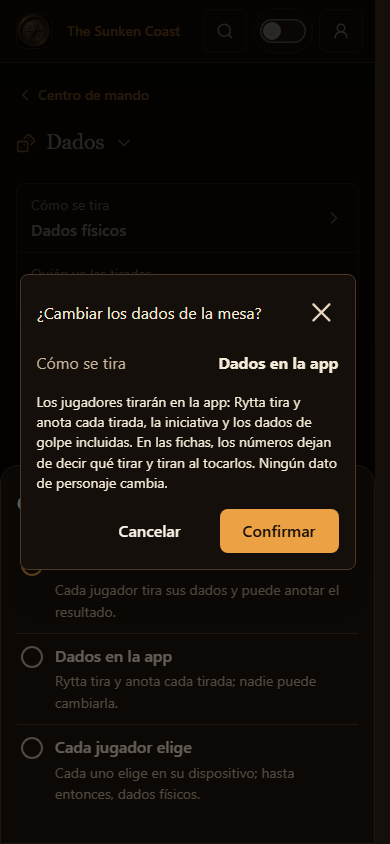 The Sunken Coast
Centro de mando
Dados
Cómo se tira
Dados físicos
Quién ve las tiradas
¿Cambiar los datos de la mesa?
Cómo se tira
Dados en la app
Los jugadores tirarán en la app: Rytta tira y
anota cada tirada, la iniciativa y los dados de
golpe incluidas. En las fichas, los números dejan
de decir qué tirar y tiran al tocarlos. Ningún dato
de personaje cambia.
Cancelar
Confirmar
Cada jugador tira sus dados y puede anotar el
resultado.
Dados en la app
Rytta tira y anota cada tirada; nadie puede
cambiarla.
Cada jugador elige
Cada uno elige en su dispositivo; hasta
entonces, dados físicos.